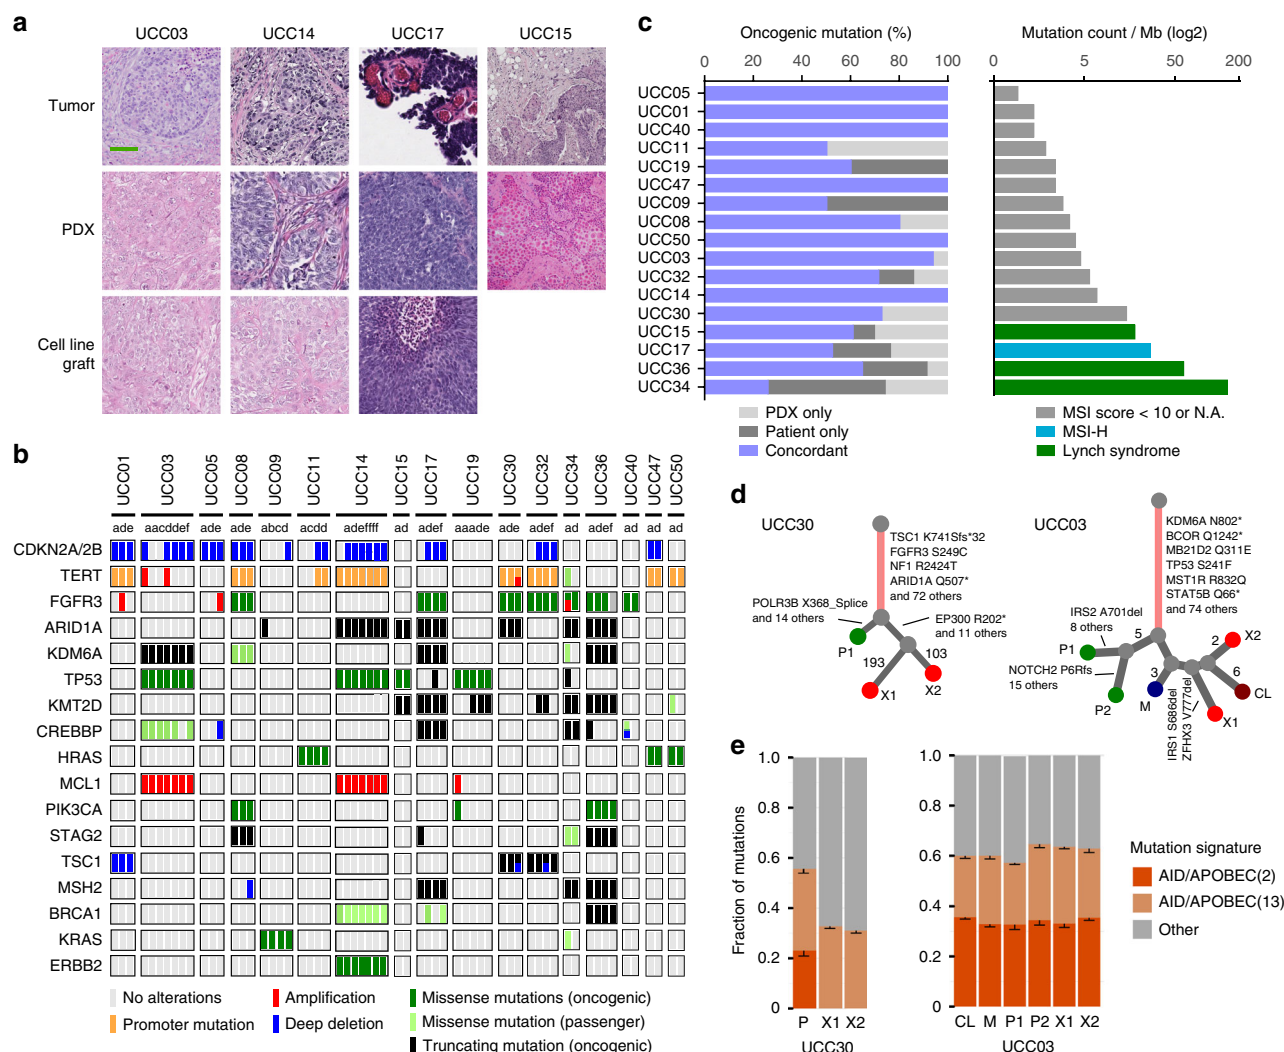 a
UCC03 UCC14 UCC17 UCC15
Tumor
PDX
Cell line
graft
b
UCC01 UCC03 UCC05 UCC08 UCC09 UCC11 UCC14 UCC15 UCC17 UCC19 UCC30 UCC32 UCC34 UCC36 UCC40 UCC47 UCC50
ade aacddef ade ade abcd acdd adeffff ad adef aaade ade adef ad adef ad ad ad
CDKN2A/2B
TERT
FGFR3
ARID1A
KDM6A
TP53
KMT2D
CREBBP
HRAS
MCL1
PIK3CA
STAG2
TSC1
MSH2
BRCA1
KRAS
ERBB2
No alterations
Promoter mutation
Amplification
Deep deletion
Missense mutations (oncogenic)
Missense mutation (passenger)
Truncating mutation (oncogenic)
c
Oncogenic mutation (%)
0 20 40 60 80 100
Mutation count / Mb (log2)
0 5 50 200
UCC05
UCC01
UCC40
UCC11
UCC19
UCC47
UCC09
UCC08
UCC50
UCC03
UCC32
UCC14
UCC30
UCC15
UCC17
UCC36
UCC34
PDX only
Patient only
Concordant
MSI score < 10 or N.A.
MSI-H
Lynch syndrome
d
UCC30
TSC1 K741Sfs*32
FGFR3 S249C
NF1 R2424T
ARID1A Q507*
and 72 others
POLR3B X368_Splice
and 14 others
EP300 R202*
and 11 others
P1
193
103
X1
X2
UCC03
KDM6A N802*
BCOR Q1242*
MB21D2 Q311E
TP53 S241F
MST1R R832Q
STAT5B Q66*
and 74 others
IRS2 A701del
8 others
5
2
X2
P1
NOTCH2 P6Rfs
15 others
3
6
P2
M
CL
X1
IRS1 S686del
ZFHX3 V777del
e
Fraction of mutations
1.0
0.8
0.6
0.4
0.2
0
P X1 X2
UCC30
1.0
0.8
0.6
0.4
0.2
0
CL M P1 P2 X1 X2
UCC03
Mutation signature
AID/APOBEC(2)
AID/APOBEC(13)
Other